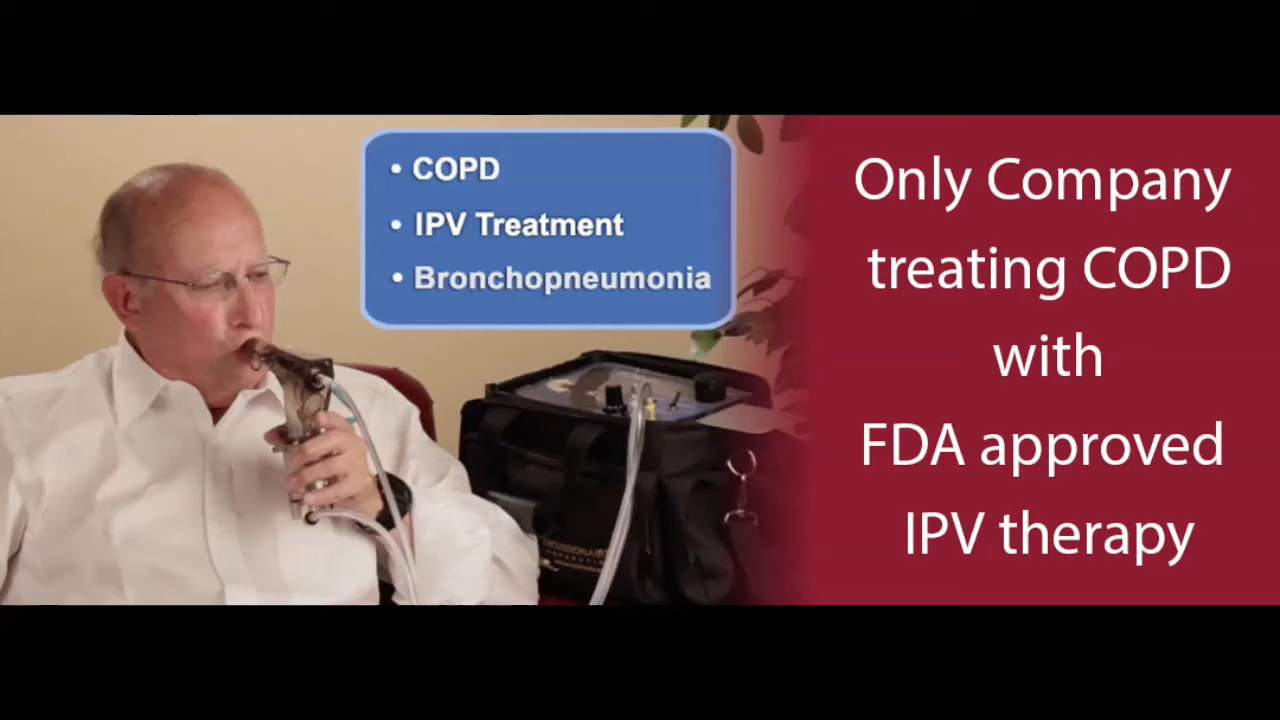 • COPD
• IPV Treatment
• Bronchopneumonia
Only Company
treating COPD
with
FDA approved
IPV therapy